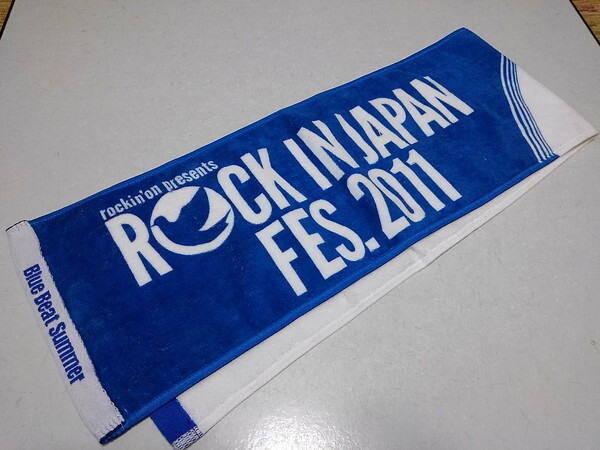 rockin'on presents
ROCK IN JAPAN
FES. 2011
Blue Beat Summer